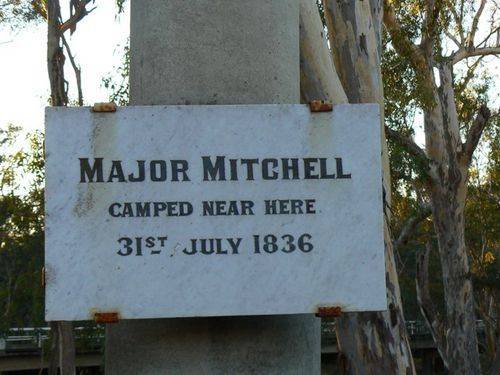 MAJOR MITCHELL
CAMPED NEAR HERE
31ST JULY 1836